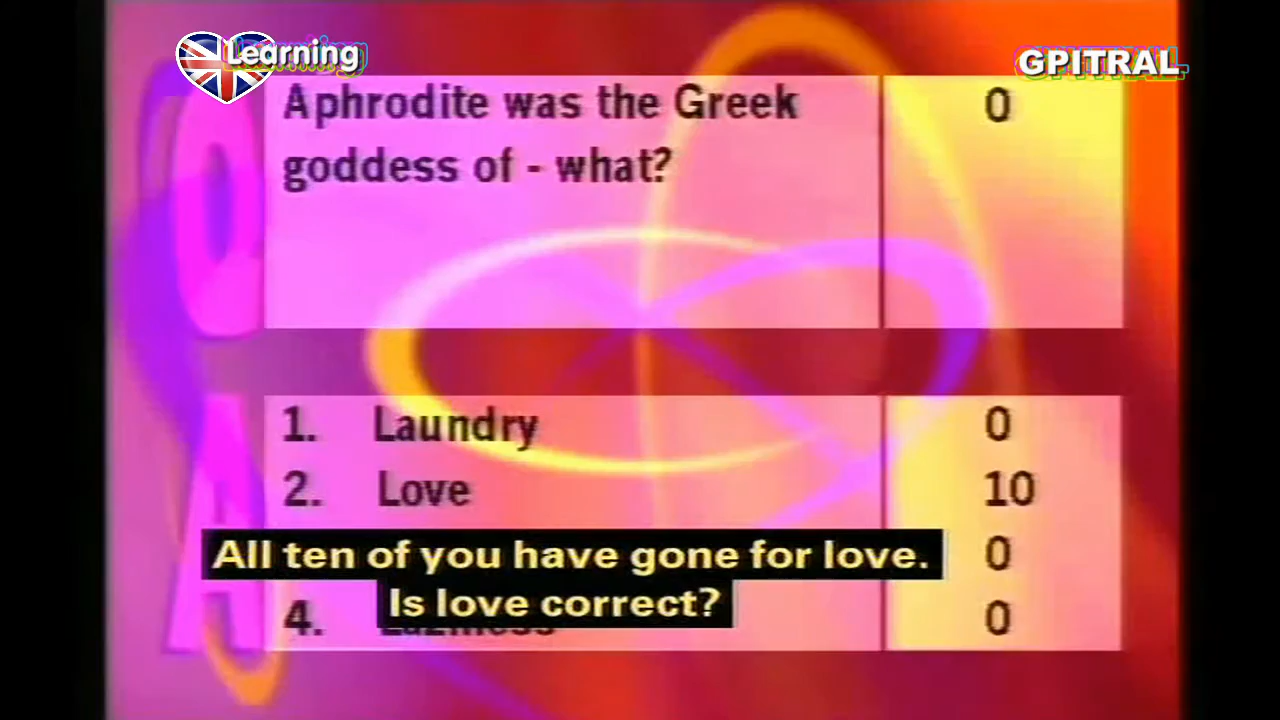 Learning
GPITRAL
Aphrodite was the Greek 0
goddess of - what?
Q
1. Laundry 0
2. Love 10
All ten of you have gone for love. 0
Is love correct?
4. 0
A